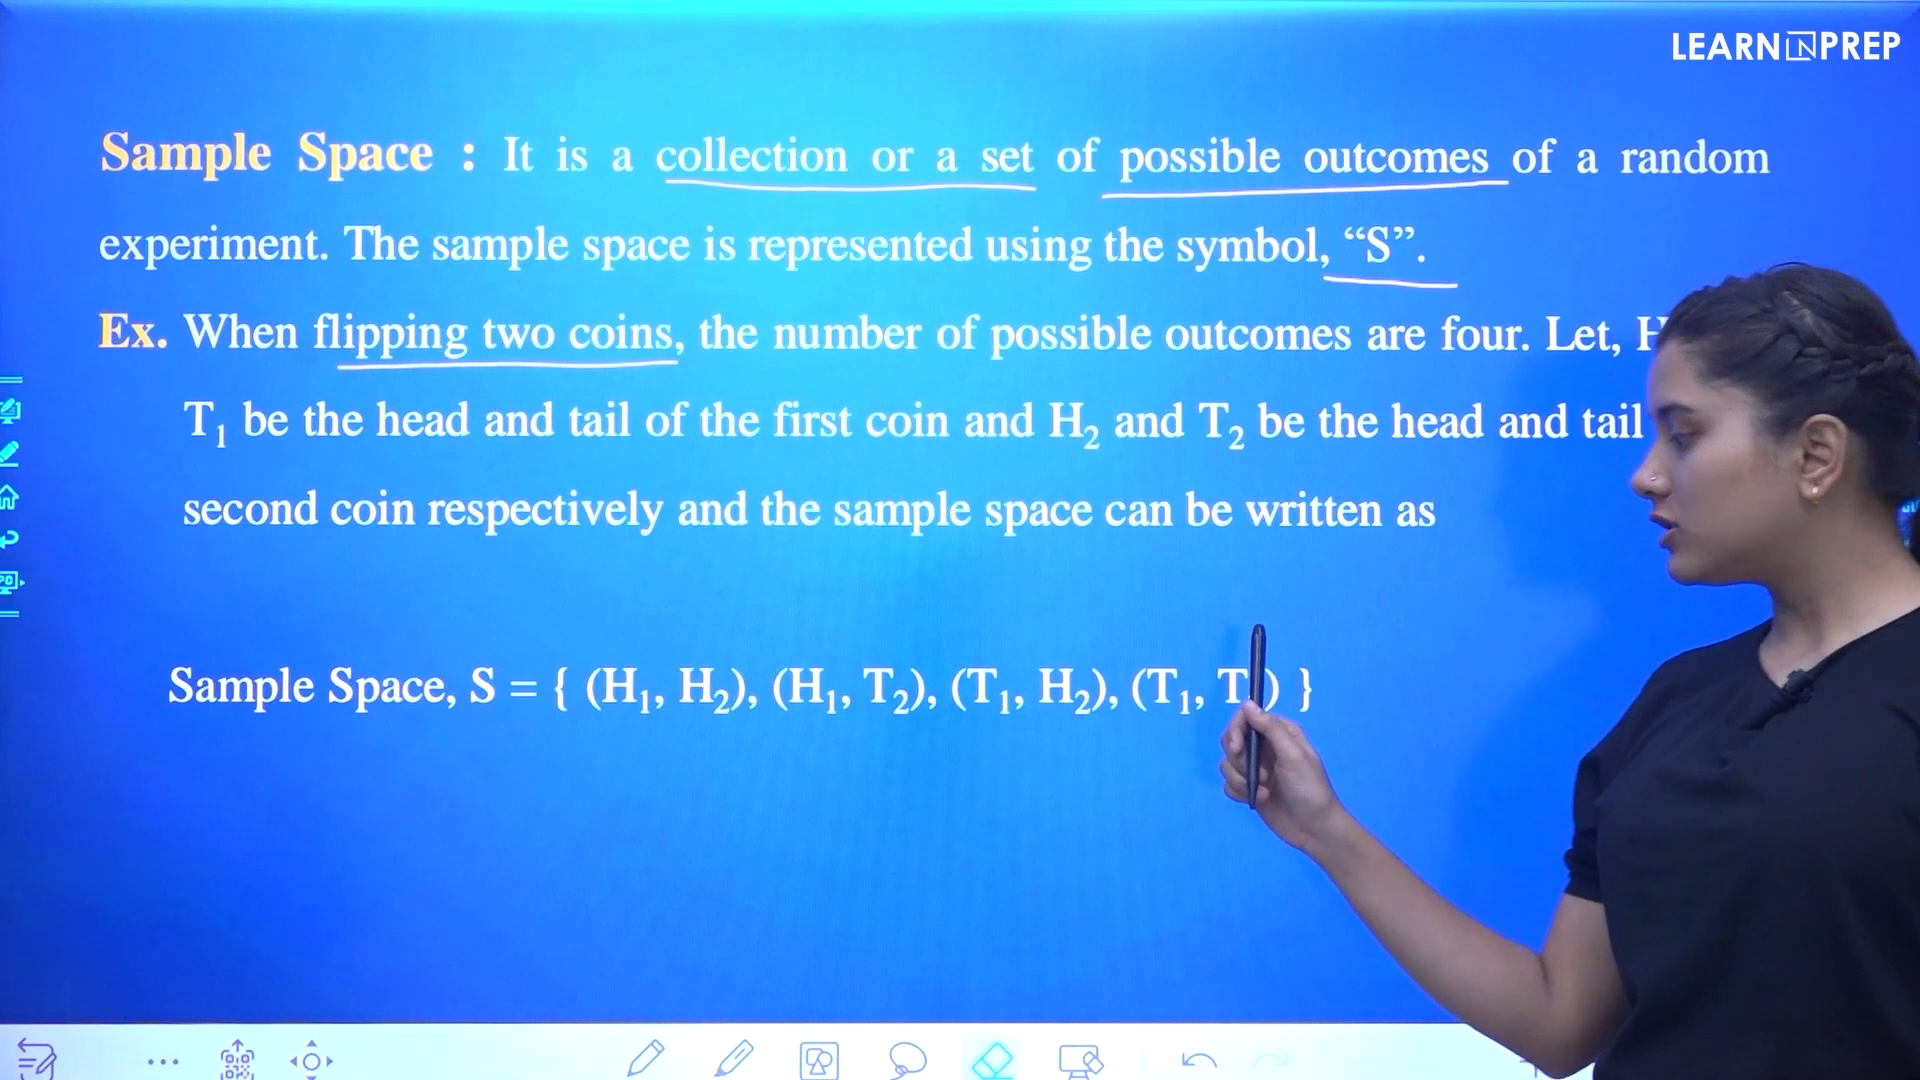 LEARN IN PREP
Sample Space : It is a collection or a set of possible outcomes of a random
experiment. The sample space is represented using the symbol, “S”.
Ex. When flipping two coins, the number of possible outcomes are four. Let, H
T₁ be the head and tail of the first coin and H₂ and T₂ be the head and tail
second coin respectively and the sample space can be written as
Sample Space, S = { (H₁, H₂), (H₁, T₂), (T₁, H₂), (T₁, T ) }